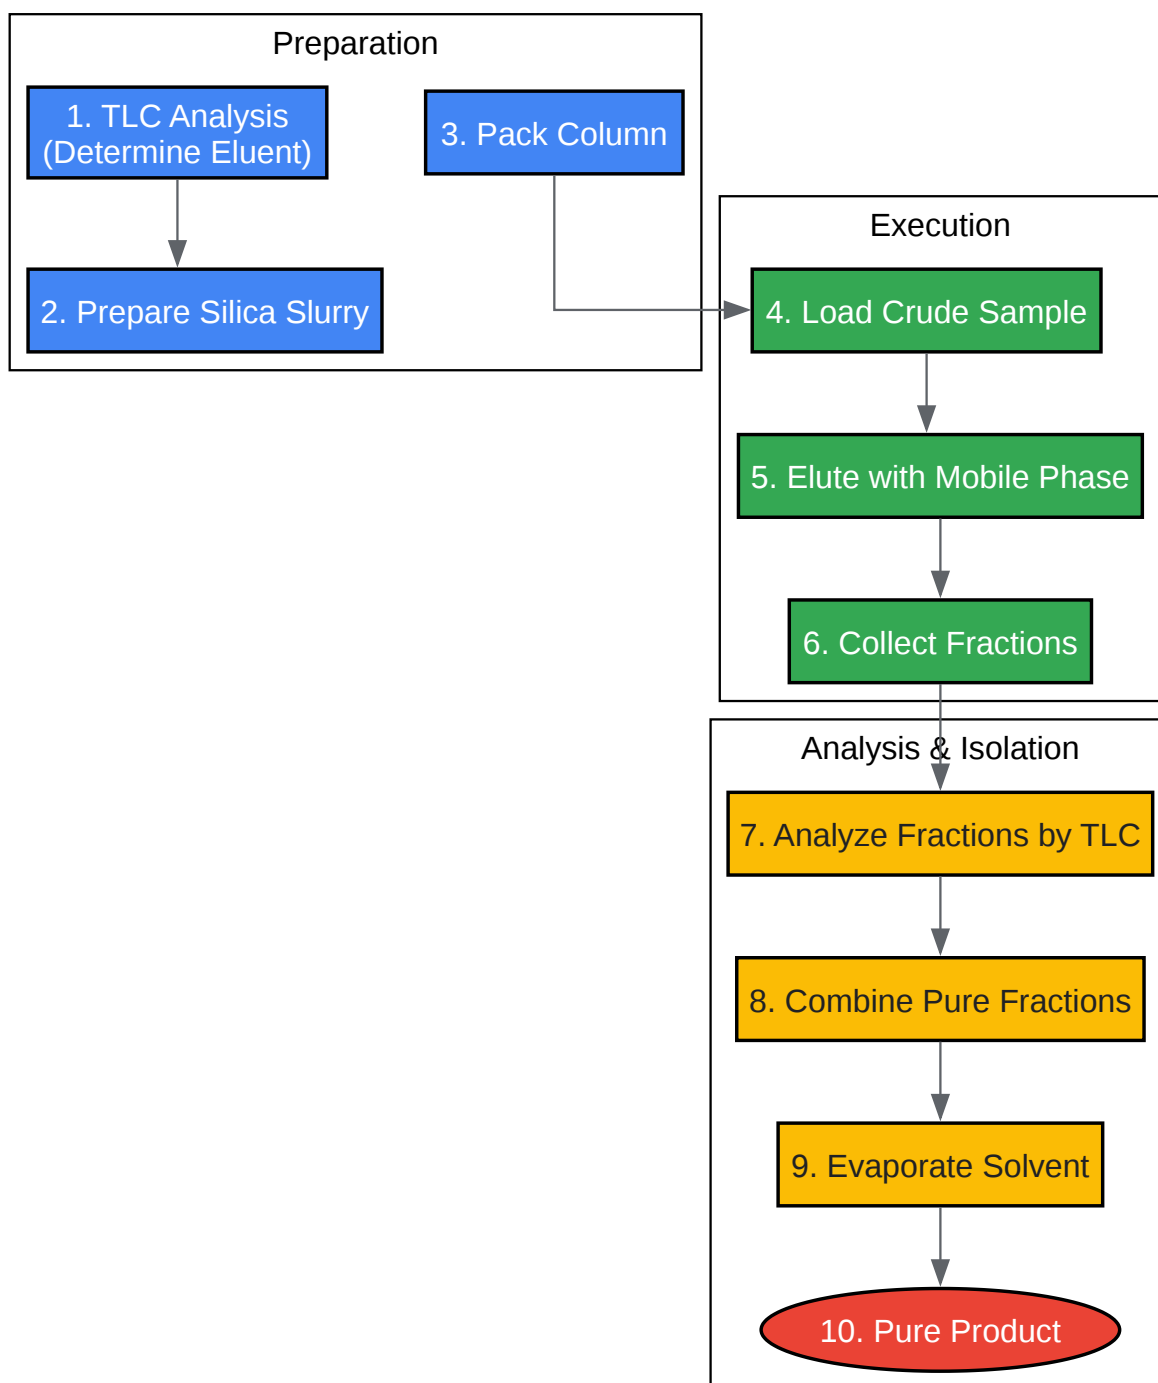 Preparation
1. TLC Analysis
(Determine Eluent)
3. Pack Column
2. Prepare Silica Slurry
Execution
4. Load Crude Sample
5. Elute with Mobile Phase
6. Collect Fractions
Analysis & Isolation
7. Analyze Fractions by TLC
8. Combine Pure Fractions
9. Evaporate Solvent
10. Pure Product